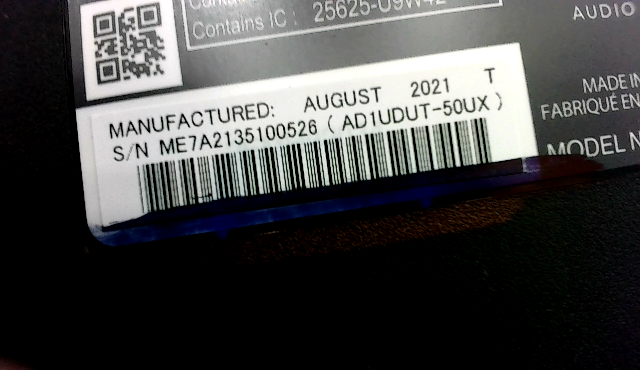 Contains IC : 25625-U9W42
AUDIO
MANUFACTURED: AUGUST 2021 T
S/N ME7A2135100526 ( AD1UDUT-50UX )
MADE IN
FABRIQUÉ EN
MODEL N